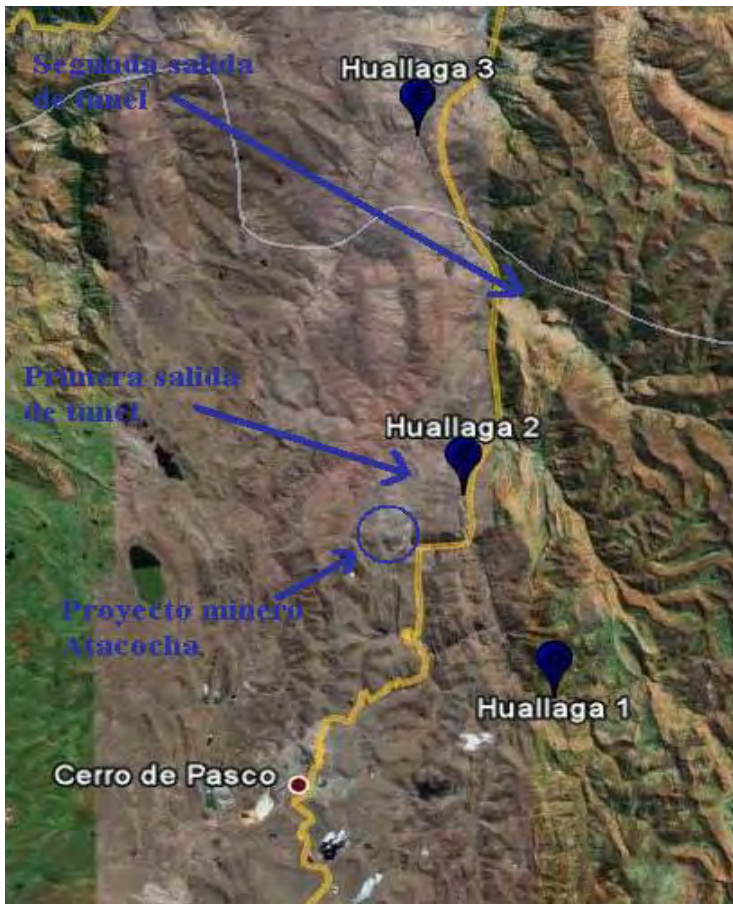 Segunda salida
de tunel
Huallaga 3
Primera salida
de tunel
Huallaga 2
Proyecto minero
Atacocha
Huallaga 1
Cerro de Pasco